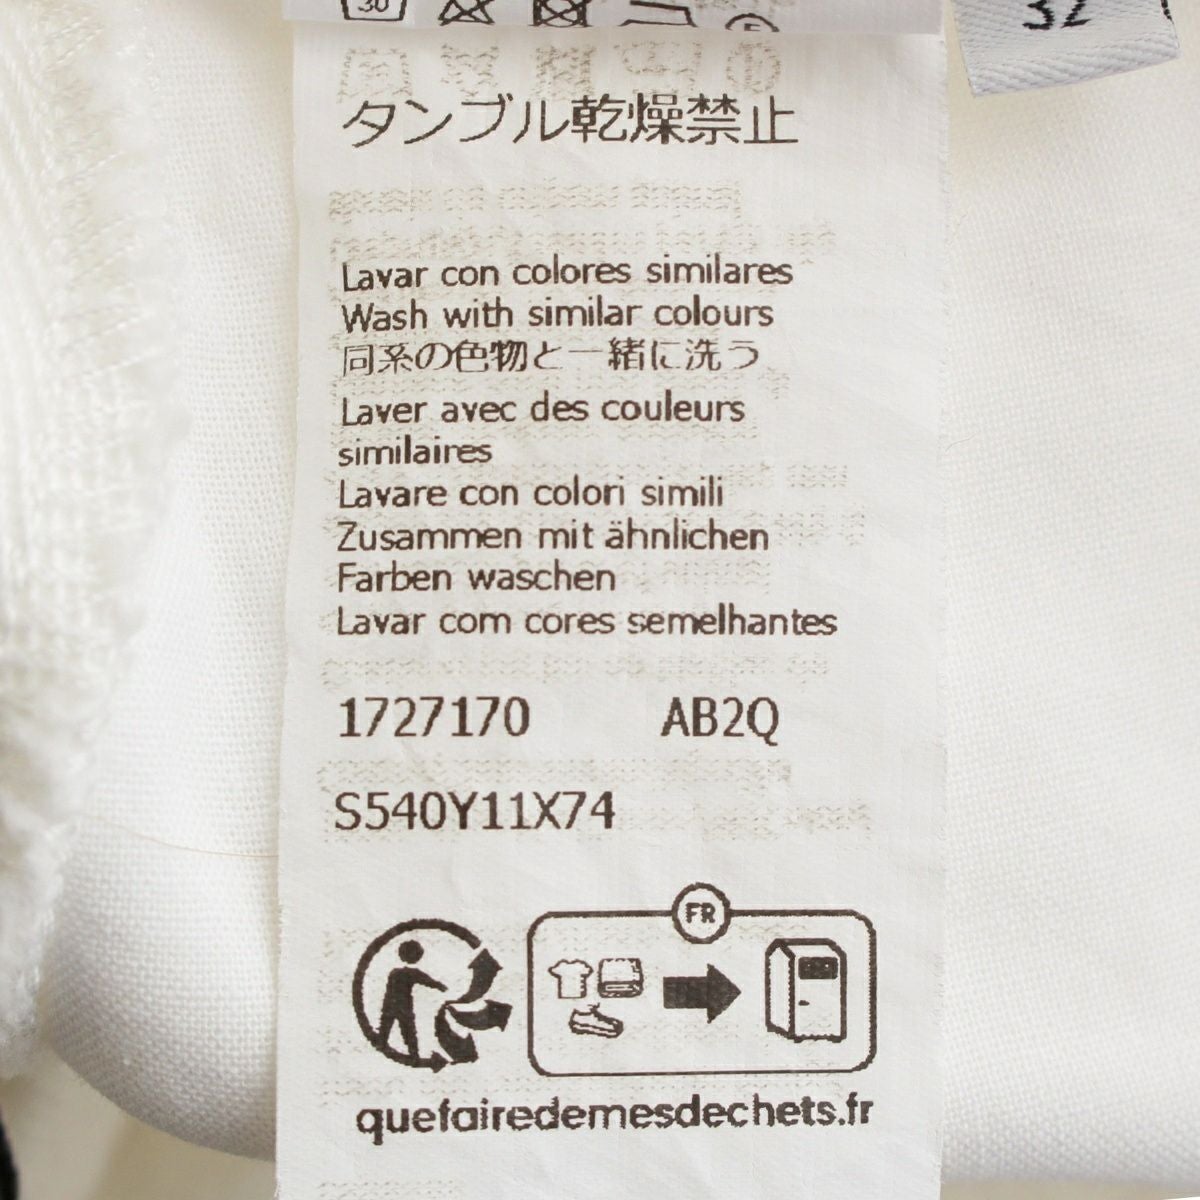 30
32
タンブル乾燥禁止
Lavar con colores similares
Wash with similar colours
同系の色物と一緒に洗う
Laver avec des couleurs
similaires
Lavare con colori simili
Zusammen mit ähnlichen
Farben waschen
Lavar com cores semelhantes
1727170 AB2Q
S540Y11X74
FR
quefairedemesdechets.fr